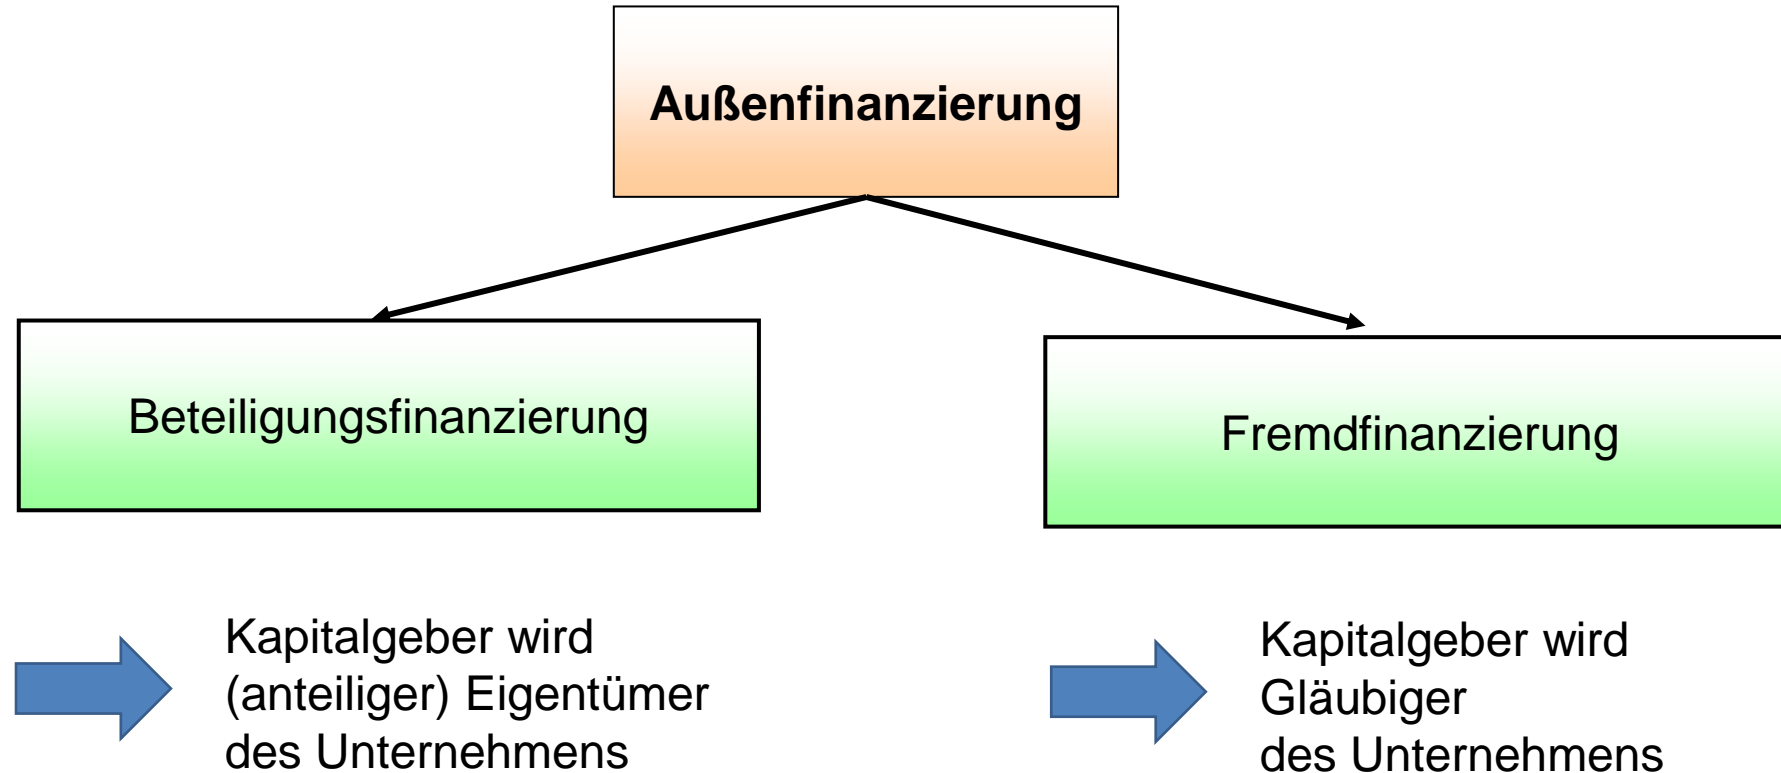 Außenfinanzierung
Beteiligungsfinanzierung
Fremdfinanzierung
Kapitalgeber wird
(anteiliger) Eigentümer
des Unternehmens
Kapitalgeber wird
Gläubiger
des Unternehmens